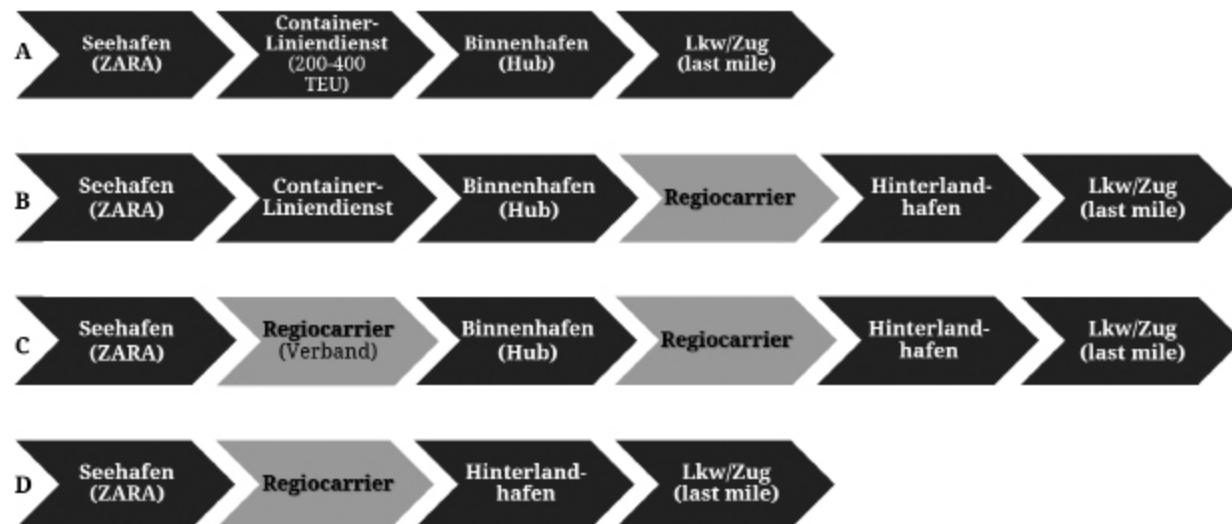 A
Seehafen
(ZARA)
Container-
Liniendienst
(200-400
TEU)
Binnenhafen
(Hub)
Lkw/Zug
(last mile)
B
Seehafen
(ZARA)
Container-
Liniendienst
Binnenhafen
(Hub)
Regiocarrier
Hinterland-
hafen
Lkw/Zug
(last mile)
C
Seehafen
(ZARA)
Regiocarrier
(Verband)
Binnenhafen
(Hub)
Regiocarrier
Hinterland-
hafen
Lkw/Zug
(last mile)
D
Seehafen
(ZARA)
Regiocarrier
Hinterland-
hafen
Lkw/Zug
(last mile)